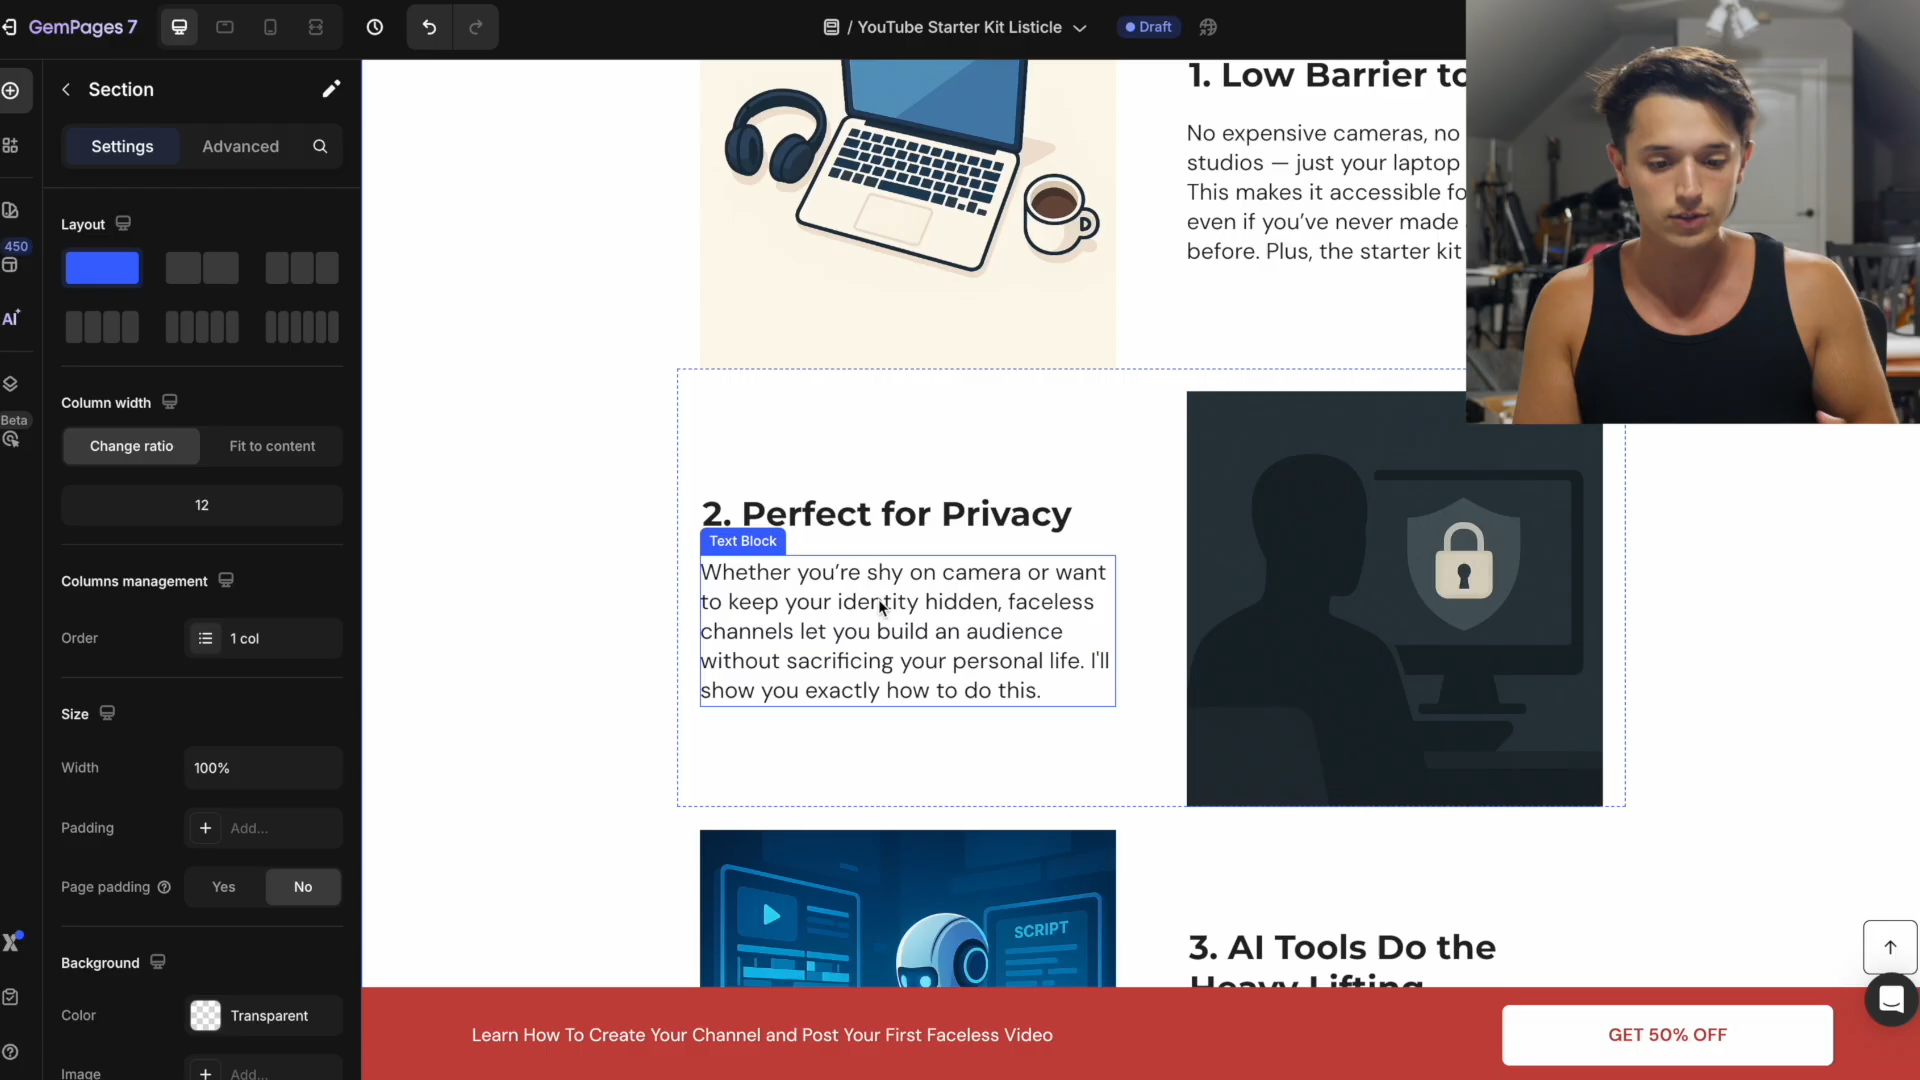 GemPages 7
/ YouTube Starter Kit Listicle
Draft
Section
Settings
Advanced
450
AI
Beta
Layout
Column width
Change ratio
Fit to content
12
Columns management
Order
1 col
Size
Width
100%
Padding
Add...
Page padding
Yes
No
Background
Color
Transparent
Image
Add...
1. Low Barrier to
No expensive cameras, no
studios — just your laptop
This makes it accessible fo
even if you've never made
before. Plus, the starter kit
D
2. Perfect for Privacy
Text Block
Whether you're shy on camera or want
to keep your identity hidden, faceless
channels let you build an audience
without sacrificing your personal life. I'll
show you exactly how to do this.
SCRIPT
3. AI Tools Do the
Heavy Lifting
Learn How To Create Your Channel and Post Your First Faceless Video
GET 50% OFF